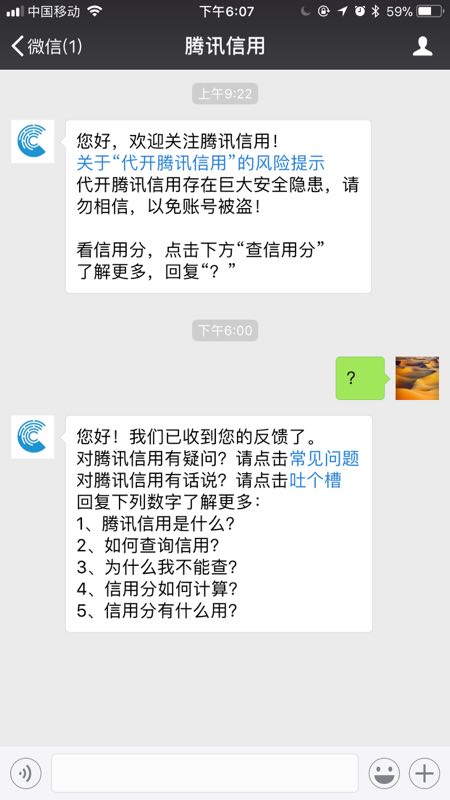 中国移动 下午6:07 59%
微信(1) 腾讯信用
上午9:22
您好，欢迎关注腾讯信用！
关于“代开腾讯信用”的风险提示
代开腾讯信用存在巨大安全隐患，请
勿相信，以免账号被盗！
看信用分，点击下方“查信用分”
了解更多，回复“？”
下午6:00
？
您好！我们已收到您的反馈了。
对腾讯信用有疑问？请点击常见问题
对腾讯信用有话说？请点击吐个槽
回复下列数字了解更多：
1、腾讯信用是什么？
2、如何查询信用？
3、为什么我不能查？
4、信用分如何计算？
5、信用分有什么用？